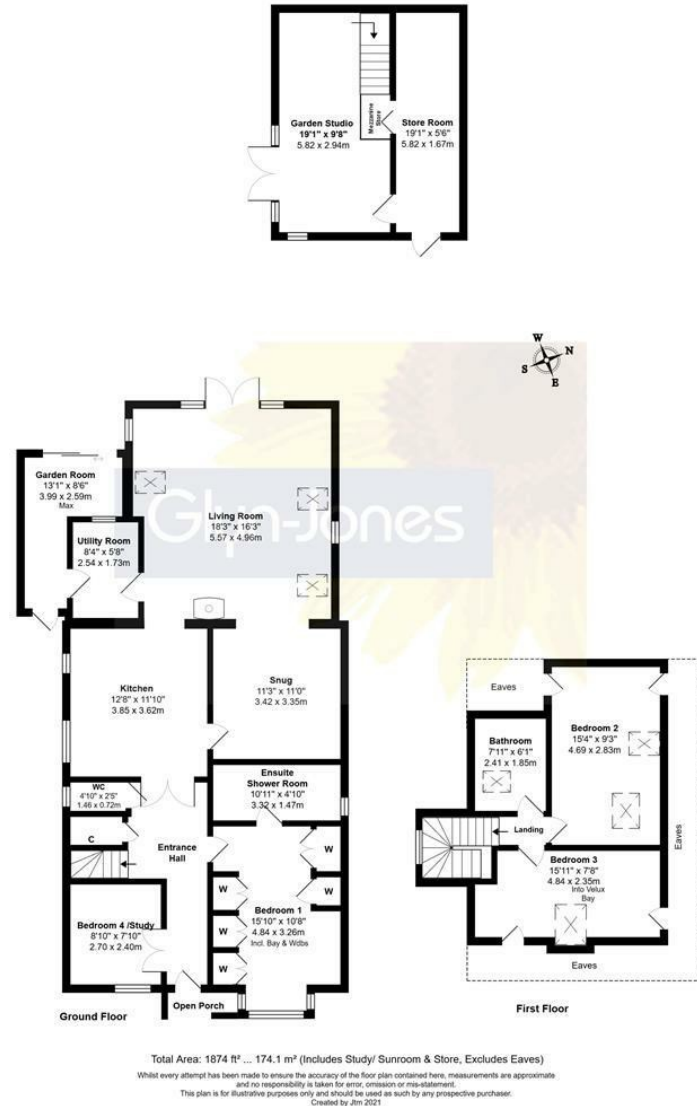 Garden Studio
19'1" x 9'8"
5.82 x 2.94m
Mezzanine
Store
Store Room
19'1" x 5'6"
5.82 x 1.67m
W
N
S
E
Garden Room
13'1" x 8'6"
3.99 x 2.59m
Max
Glyn-Jones
Living Room
18'3" x 16'3"
5.57 x 4.96m
Utility Room
8'4" x 5'8"
2.54 x 1.73m
Kitchen
12'8" x 11'10"
3.85 x 3.62m
Snug
11'3" x 11'0"
3.42 x 3.35m
WC
4'10" x 2'5"
1.46 x 0.72m
Ensuite
Shower Room
10'11" x 4'10"
3.32 x 1.47m
C
Entrance
Hall
W
W
W
W
W
Bedroom 1
15'10" x 10'8"
4.84 x 3.26m
Incl. Bay & Wdbs
Bedroom 4 /Study
8'10" x 7'10"
2.70 x 2.40m
Open Porch
Ground Floor
Eaves
Bedroom 2
15'4" x 9'3"
4.69 x 2.83m
Bathroom
7'11" x 6'1"
2.41 x 1.85m
Landing
Eaves
Bedroom 3
15'11" x 7'8"
4.84 x 2.35m
Into Velux
Bay
Eaves
First Floor
Total Area: 1874 ft² ... 174.1 m² (Includes Study/ Sunroom & Store, Excludes Eaves)
Whilst every attempt has been made to ensure the accuracy of the floor plan contained here, measurements are approximate
and no responsibility is taken for error, omission or mis-statement.
This plan is for illustrative purposes only and should be used as such by any prospective purchaser.
Created by Jtm 2021